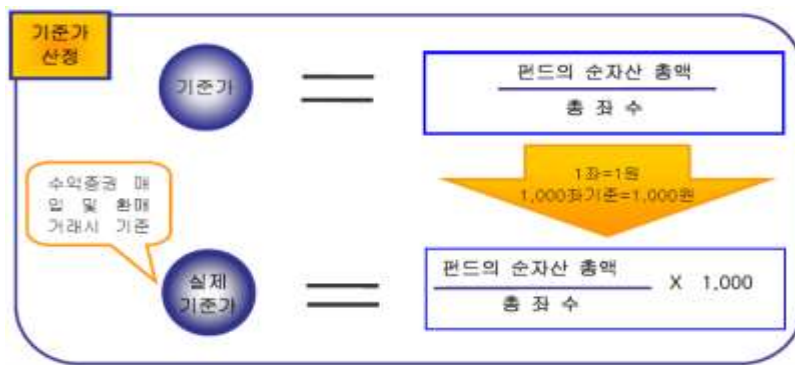 기준가
산정
기준가
펀드의 순자산 총액
총 좌 수
1좌=1원
1,000좌기준=1,000원
수익증권 매
입 및 환매
거래시 기준
실제
기준가
펀드의 순자산 총액
총 좌 수
X 1,000